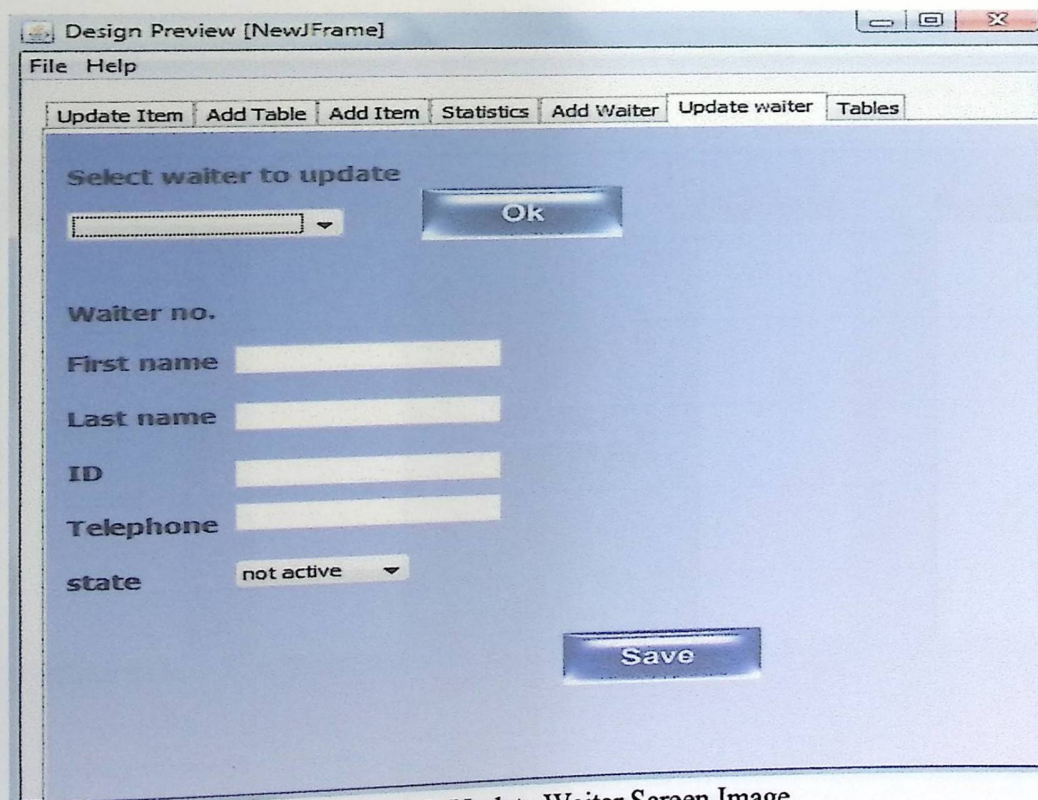 Design Preview [NewJFrame]
File Help
Update Item Add Table Add Item Statistics Add Waiter Update waiter Tables
Select waiter to update
Ok
Waiter no.
First name
Last name
ID
Telephone
state not active
Save
Update Waiter Screen Image